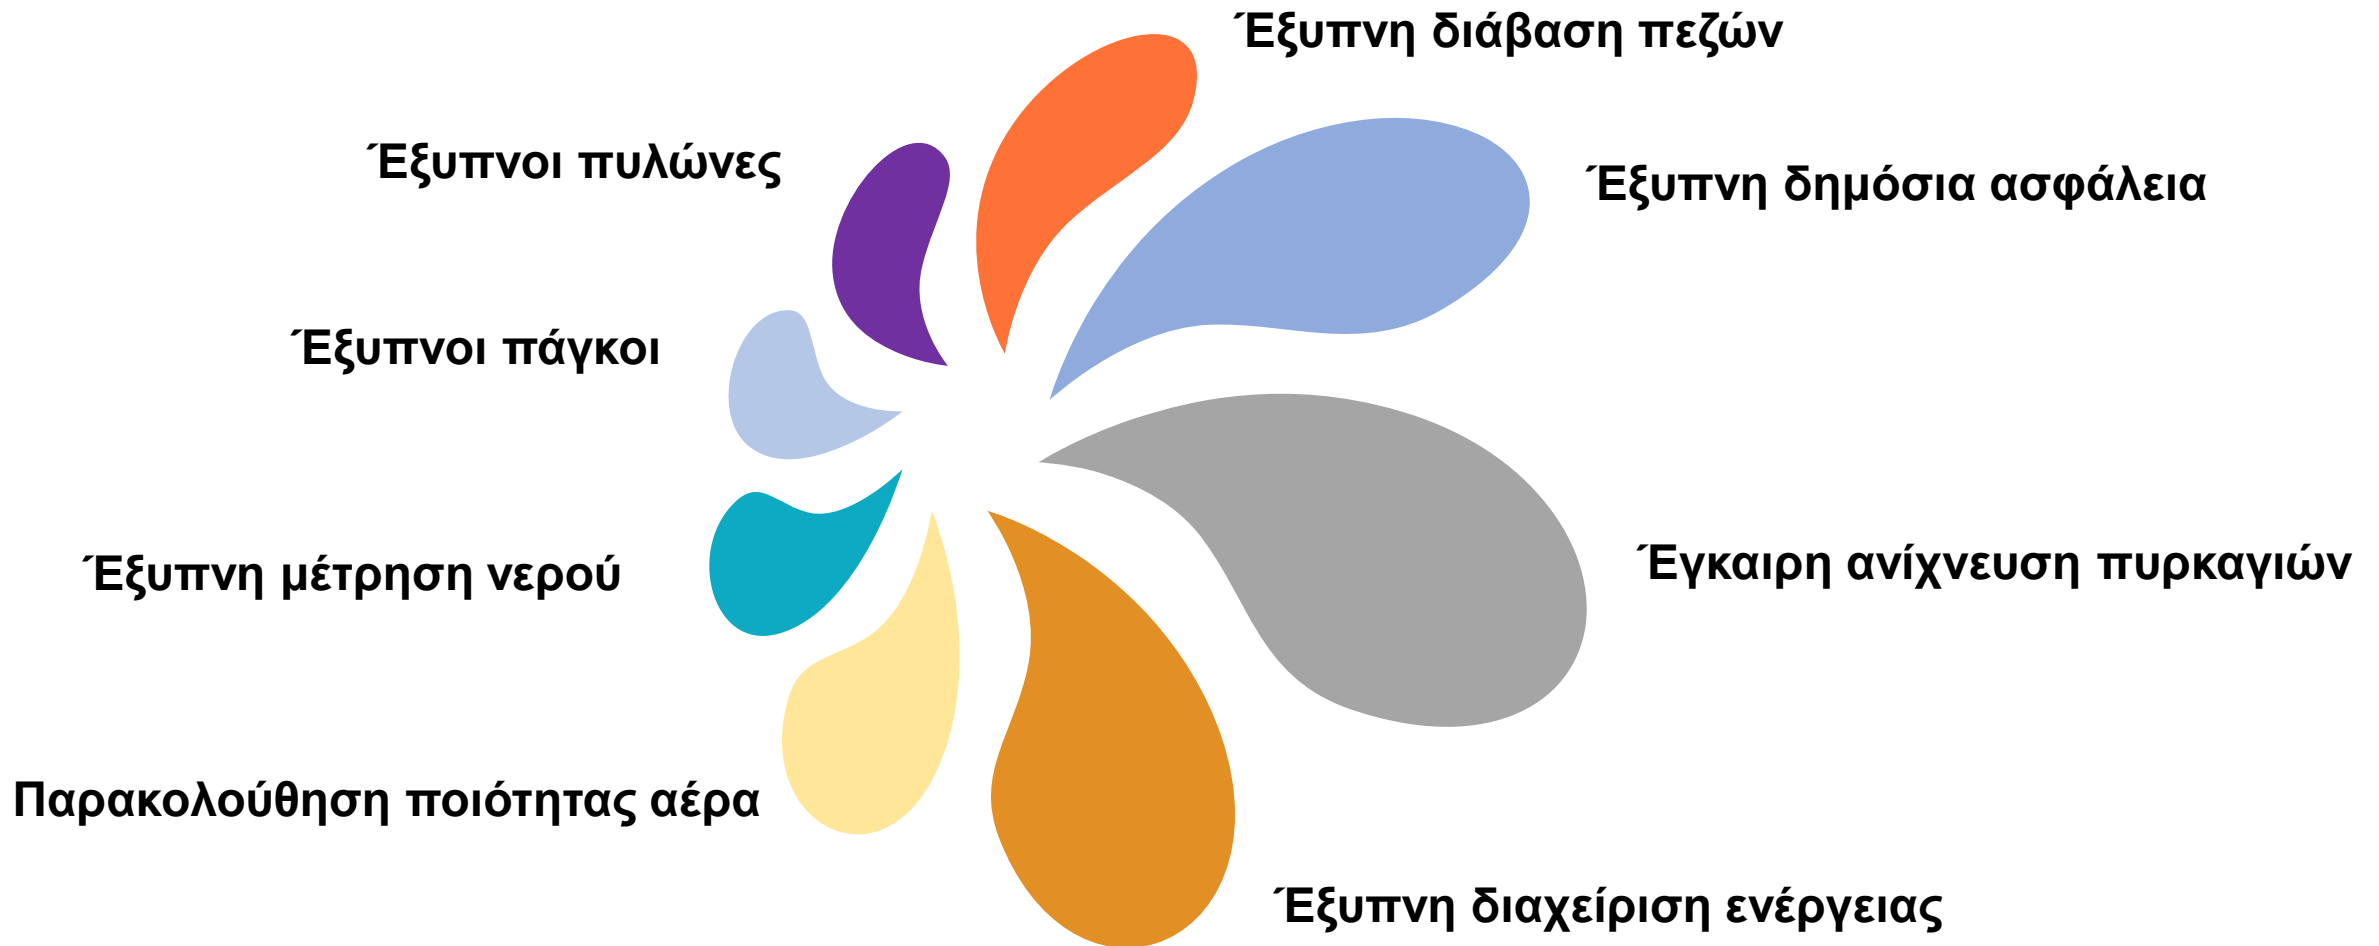 Έξυπνη διάβαση πεζών
Έξυπνοι πυλώνες
Έξυπνη δημόσια ασφάλεια
Έξυπνοι πάγκοι
Έγκαιρη ανίχνευση πυρκαγιών
Έξυπνη μέτρηση νερού
Παρακολούθηση ποιότητας αέρα
Έξυπνη διαχείριση ενέργειας